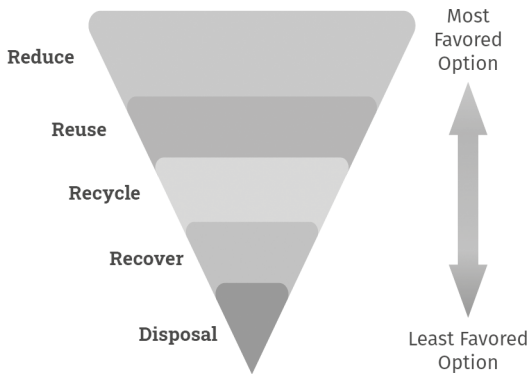 Reduce
Reuse
Recycle
Recover
Disposal
Most
Favored
Option
Least Favored
Option